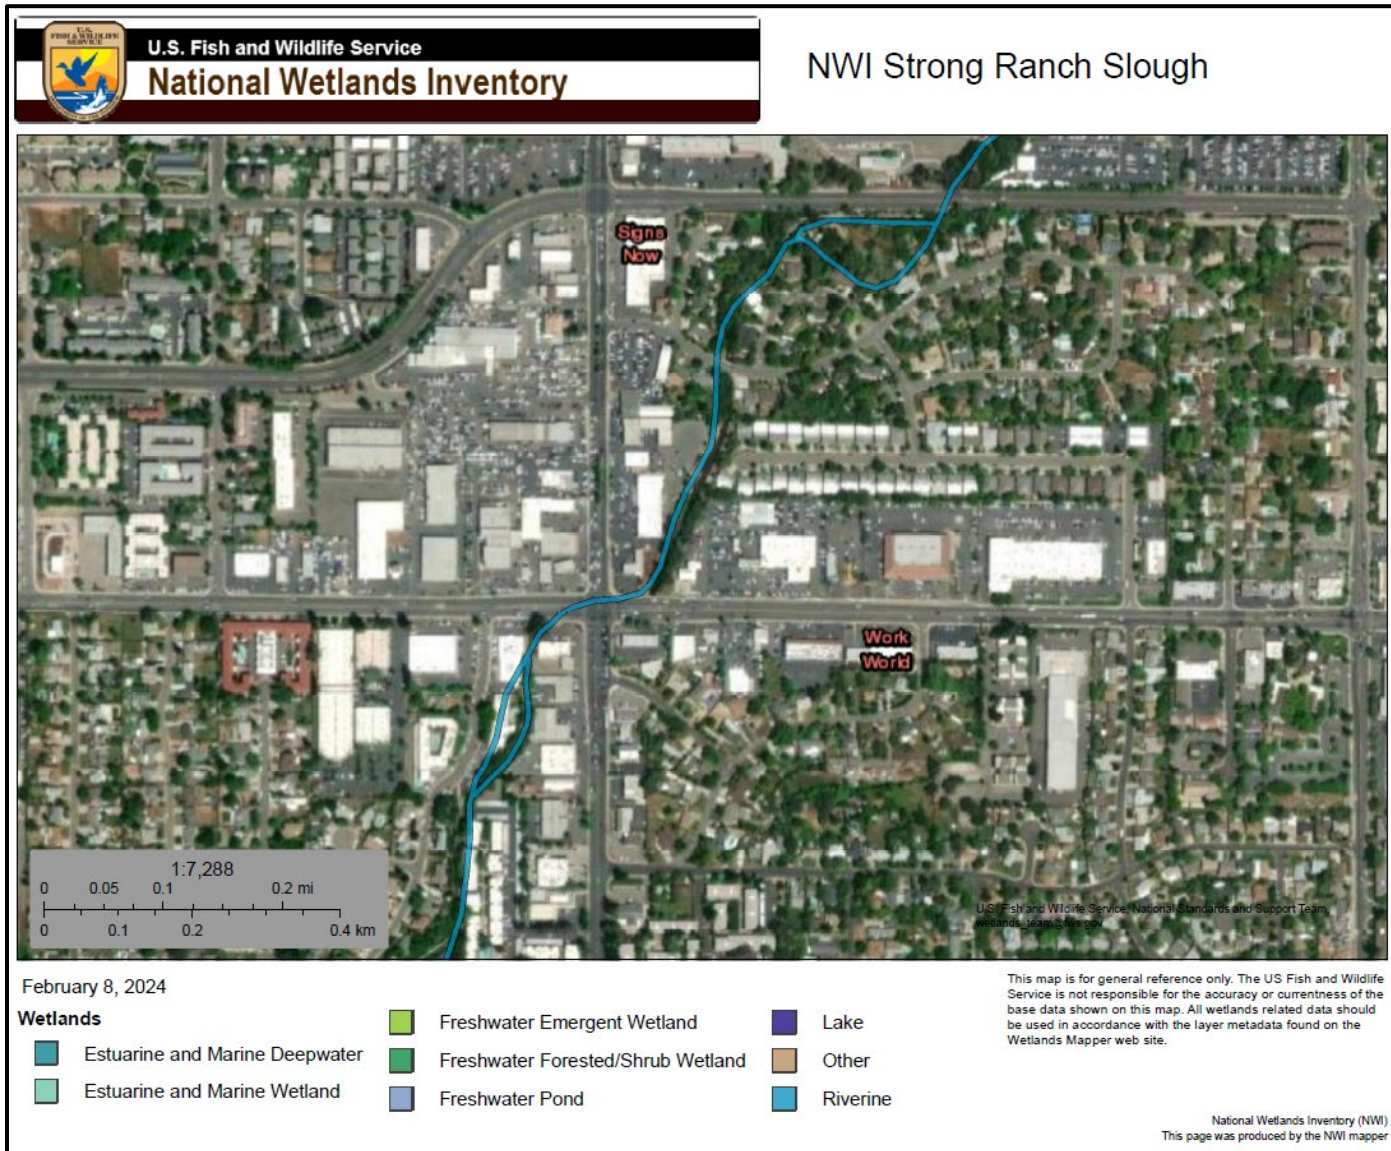 U.S.
FISH & WILDLIFE
SERVICE
U.S. Fish and Wildlife Service
National Wetlands Inventory
NWI Strong Ranch Slough
Signs
Now
Work
World
1:7,288
0 0.05 0.1 0.2 mi
0 0.1 0.2 0.4 km
U.S. Fish and Wildlife Service, National Standards and Support Team,
wetlands_team@fws.gov
February 8, 2024
Wetlands
Estuarine and Marine Deepwater
Estuarine and Marine Wetland
Freshwater Emergent Wetland
Freshwater Forested/Shrub Wetland
Freshwater Pond
Lake
Other
Riverine
This map is for general reference only. The US Fish and Wildlife
Service is not responsible for the accuracy or currentness of the
base data shown on this map. All wetlands related data should
be used in accordance with the layer metadata found on the
Wetlands Mapper web site.
National Wetlands Inventory (NWI)
This page was produced by the NWI mapper